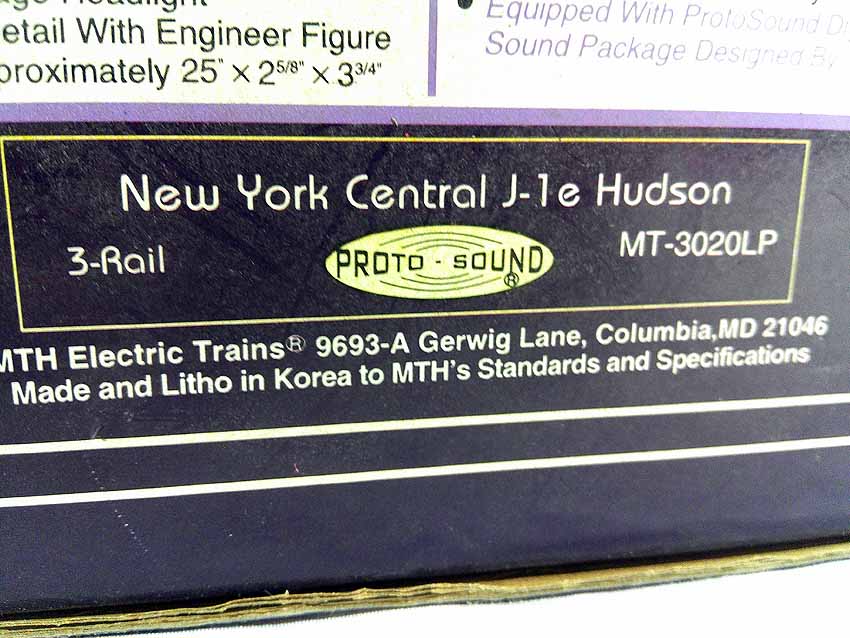 Headlight
etail With Engineer Figure
proximately 25" × 2 5/8" × 3 3/4"
• Equipped With ProtoSound
Sound Package Designed By
New York Central J-1e Hudson
3-Rail
PROTO-SOUND®
MT-3020LP
MTH Electric Trains® 9693-A Gerwig Lane, Columbia,MD 21046
Made and Litho in Korea to MTH's Standards and Specifications